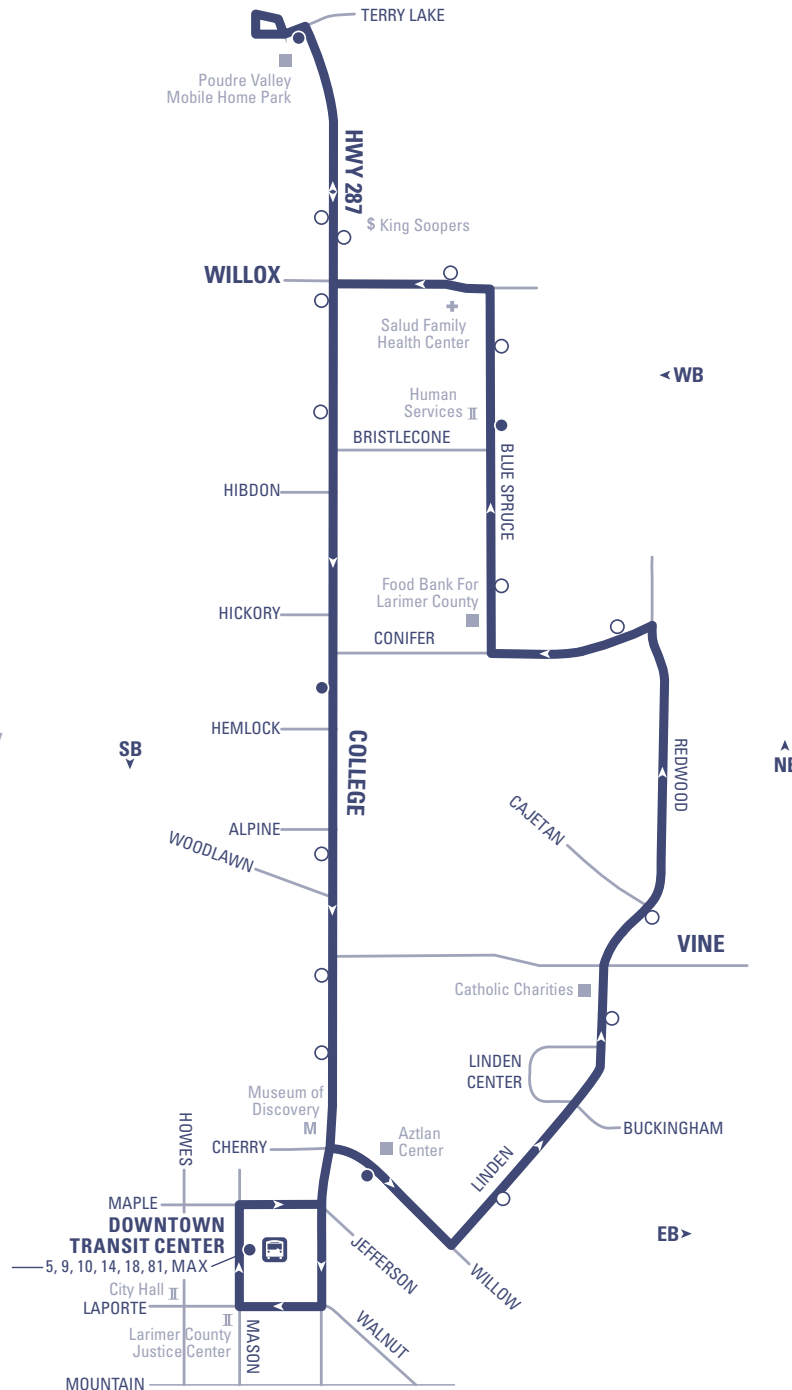 TERRY LAKE
Poudre Valley
Mobile Home Park
HWY 287
$ King Soopers
WILLOX
Salud Family
Health Center
WB
Human
Services
BRISTLECONE
BLUE SPRUCE
HIBDON
Food Bank For
Larimer County
HICKORY
CONIFER
HEMLOCK
COLLEGE
SB
REDWOOD
NB
CAJETAN
ALPINE
WOODLAWN
VINE
Catholic Charities
LINDEN
CENTER
Museum of
Discovery
M
BUCKINGHAM
HOWES
CHERRY
Aztlan
Center
LINDEN
MAPLE
DOWNTOWN
TRANSIT CENTER
5, 9, 10, 14, 18, 81, MAX
JEFFERSON
EB
WILLOW
City Hall
LAPORTE
Larimer County
Justice Center
MASON
WALNUT
MOUNTAIN